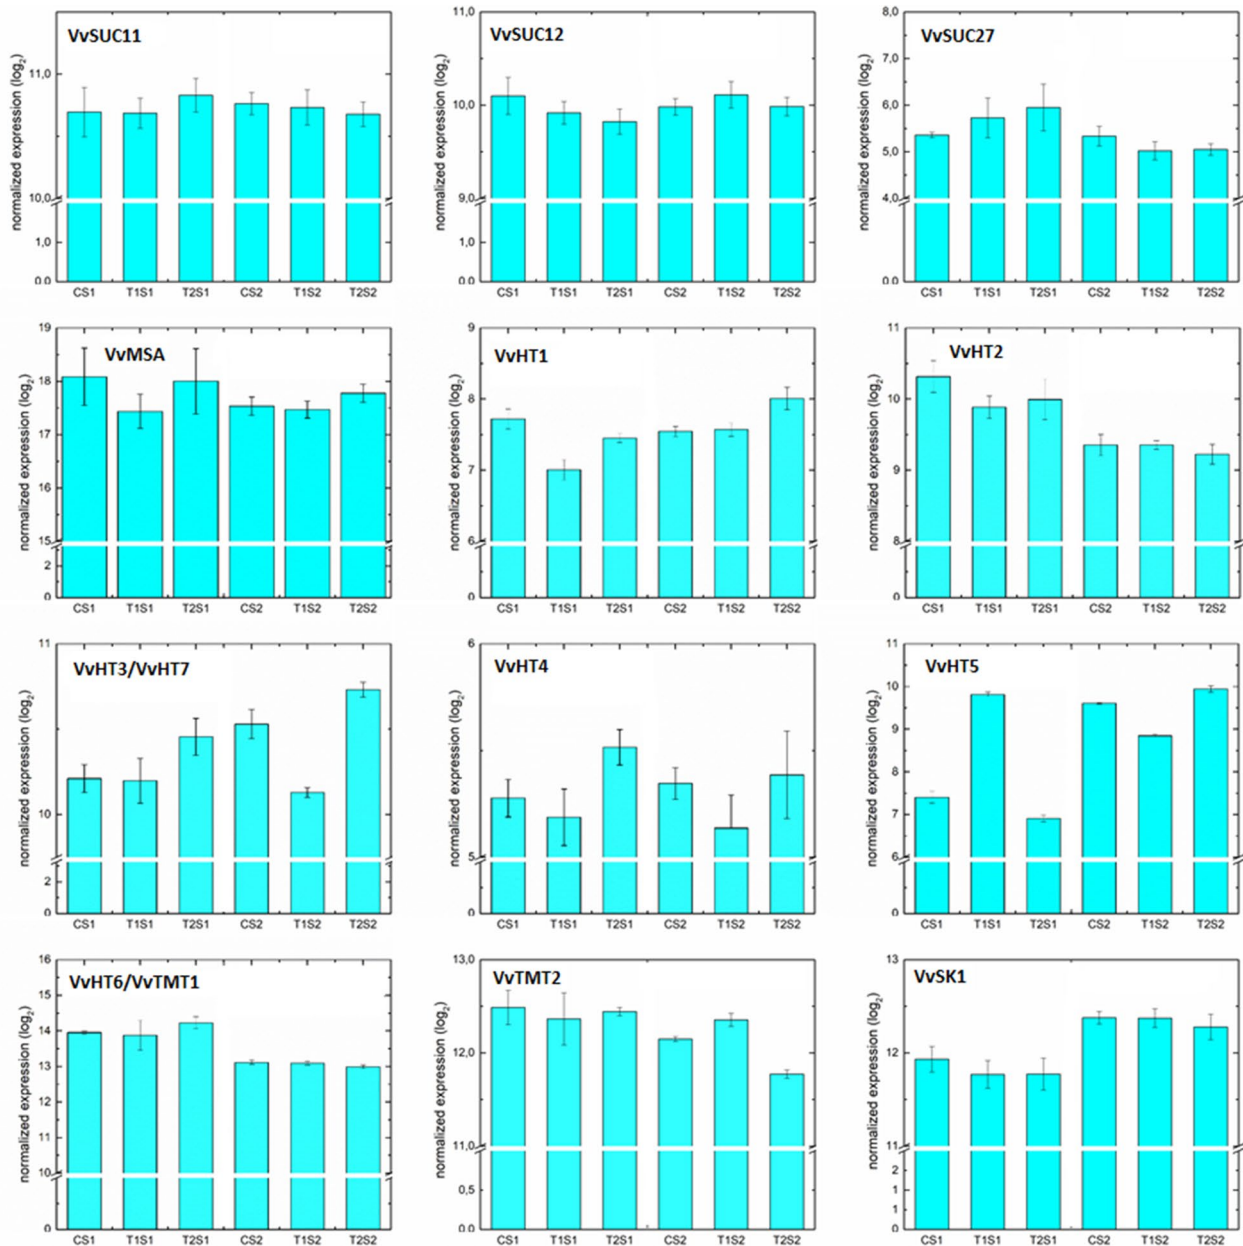 VvSUC11
normalized expression (log2)
11,0
10,0
1,0
0,0
CS1 T1S1 T2S1 CS2 T1S2 T2S2
VvSUC12
normalized expression (log2)
11,0
10,0
9,0
1,0
0,0
CS1 T1S1 T2S1 CS2 T1S2 T2S2
VvSUC27
normalized expression (log2)
8,0
7,0
6,0
5,0
4,0
0,0
CS1 T1S1 T2S1 CS2 T1S2 T2S2
VvMSA
normalized expression (log2)
19
18
17
15
2
0
CS1 T1S1 T2S1 CS2 T1S2 T2S2
VvHT1
normalized expression (log2)
9
8
7
6
0
CS1 T1S1 T2S1 CS2 T1S2 T2S2
VvHT2
normalized expression (log2)
11
10
9
8
0
CS1 T1S1 T2S1 CS2 T1S2 T2S2
VvHT3/VvHT7
normalized expression (log2)
11
10
2
0
CS1 T1S1 T2S1 CS2 T1S2 T2S2
VvHT4
normalized expression (log2)
6
5
0
CS1 T1S1 T2S1 CS2 T1S2 T2S2
VvHT5
normalized expression (log2)
11
10
9
8
7
6
0
CS1 T1S1 T2S1 CS2 T1S2 T2S2
VvHT6/VvTMT1
normalized expression (log2)
16
15
14
13
12
11
10
0
CS1 T1S1 T2S1 CS2 T1S2 T2S2
VvTMT2
normalized expression (log2)
13,0
12,0
11,0
0,5
0,0
CS1 T1S1 T2S1 CS2 T1S2 T2S2
VvSK1
normalized expression (log2)
13
12
11
2
1
0
CS1 T1S1 T2S1 CS2 T1S2 T2S2